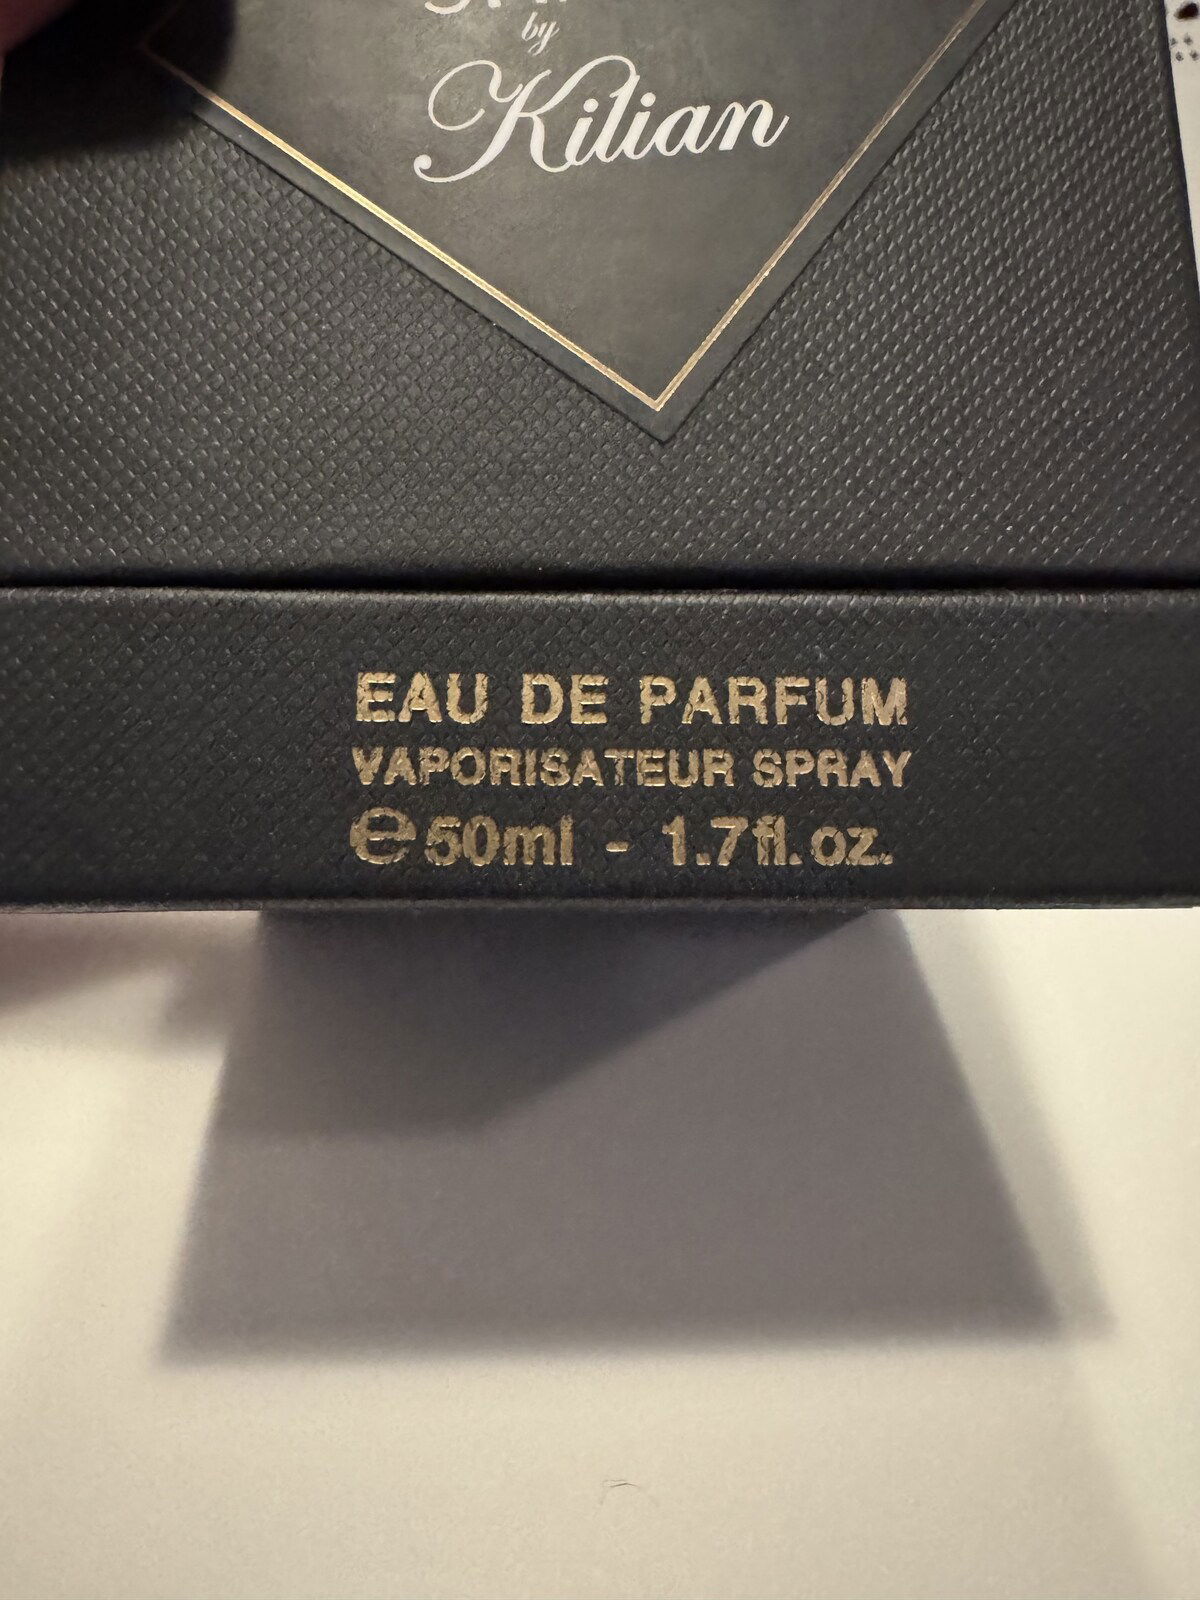 by
Kilian
EAU DE PARFUM
VAPORISATEUR SPRAY
℮50ml - 1.7fl.oz.